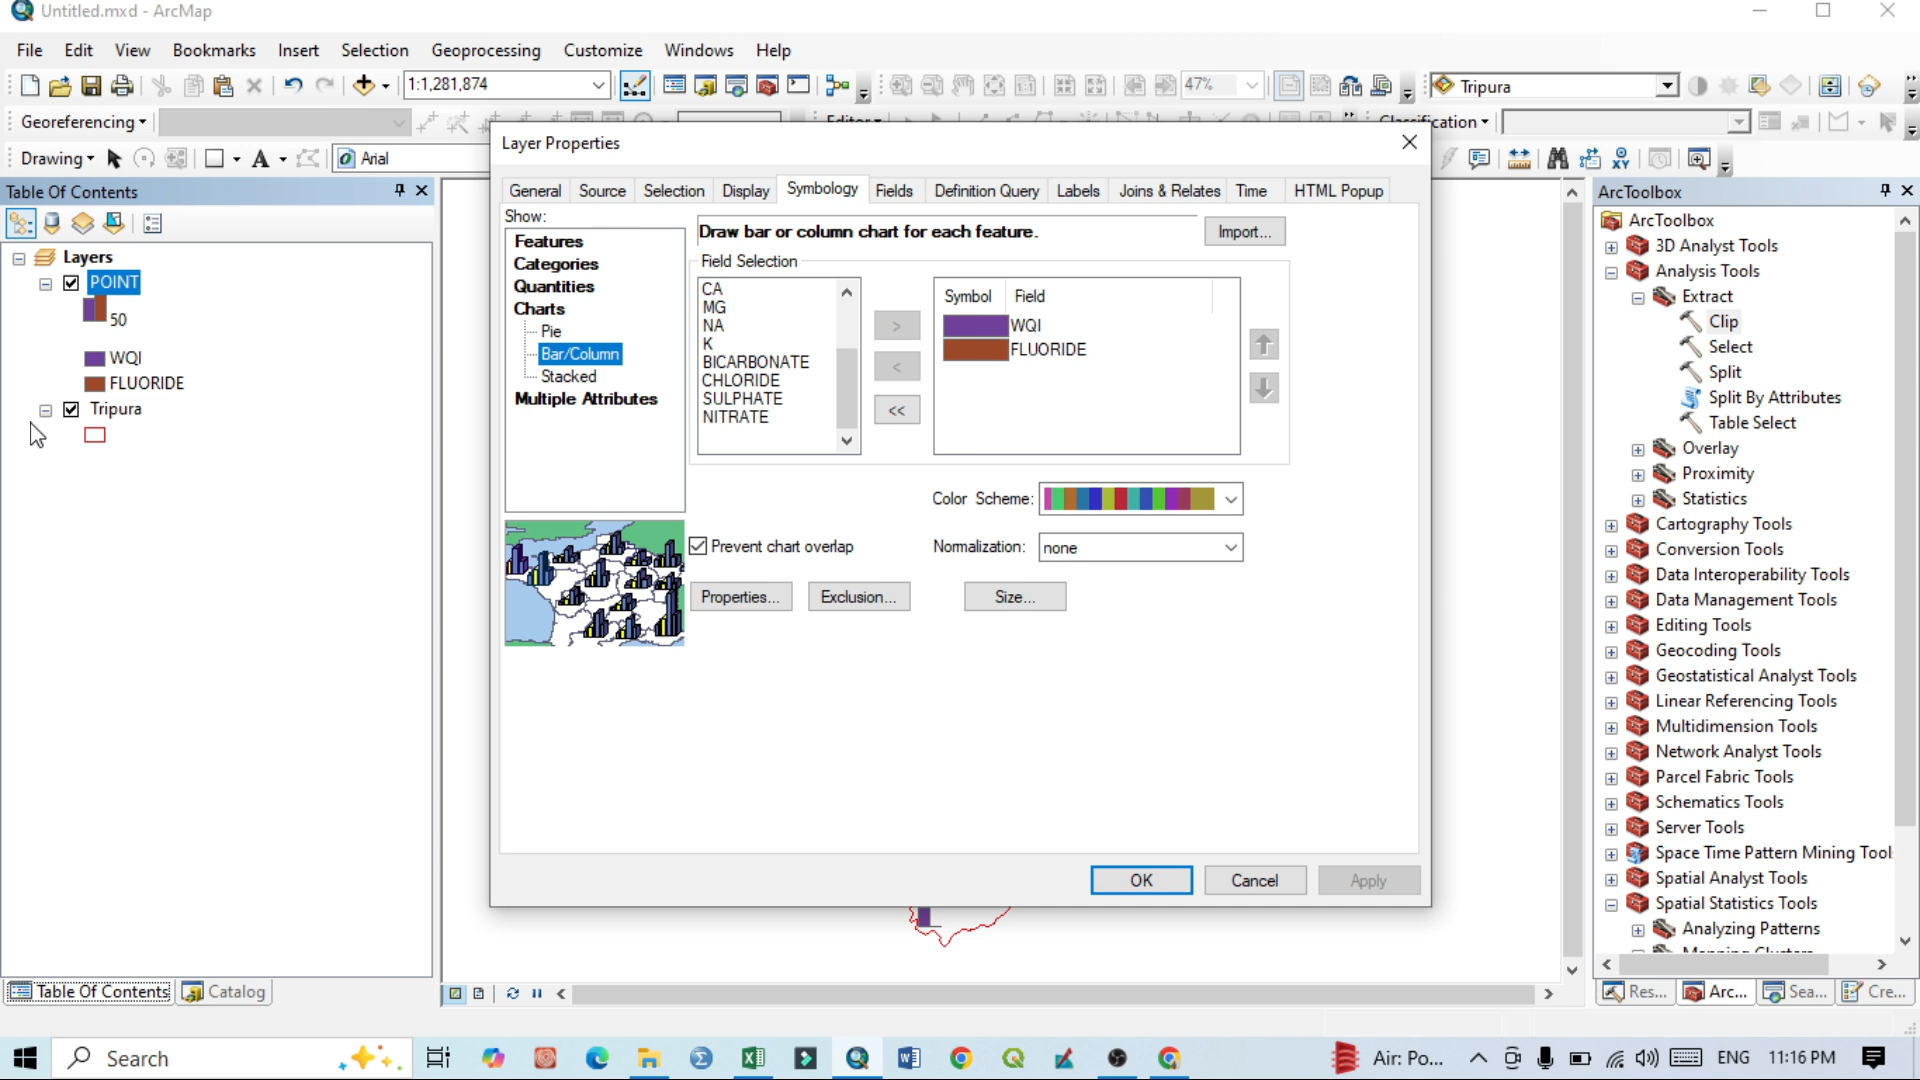 Untitled.mxd - ArcMap
File Edit View Bookmarks Insert Selection Geoprocessing Customize Windows Help
1:1,281,874 47% Tripura
Georeferencing Classification
Drawing A Arial
Table Of Contents
Layers
POINT
50
WQI
FLUORIDE
Tripura
Table Of Contents Catalog
Layer Properties
General Source Selection Display Symbology Fields Definition Query Labels Joins & Relates Time HTML Popup
Show:
Features
Categories
Quantities
Charts
Pie
Bar/Column
Stacked
Multiple Attributes
Draw bar or column chart for each feature. Import...
Field Selection
CA
MG
NA
K
BICARBONATE
CHLORIDE
SULPHATE
NITRATE
>
<
<<
Symbol Field
WQI
FLUORIDE
Color Scheme:
Prevent chart overlap Normalization: none
Properties... Exclusion... Size...
OK Cancel Apply
ArcToolbox
ArcToolbox
3D Analyst Tools
Analysis Tools
Extract
Clip
Select
Split
Split By Attributes
Table Select
Overlay
Proximity
Statistics
Cartography Tools
Conversion Tools
Data Interoperability Tools
Data Management Tools
Editing Tools
Geocoding Tools
Geostatistical Analyst Tools
Linear Referencing Tools
Multidimension Tools
Network Analyst Tools
Parcel Fabric Tools
Schematics Tools
Server Tools
Space Time Pattern Mining Tool
Spatial Analyst Tools
Spatial Statistics Tools
Analyzing Patterns
Res... Arc... Sea... Cre...
Search Air: Po... ENG 11:16 PM